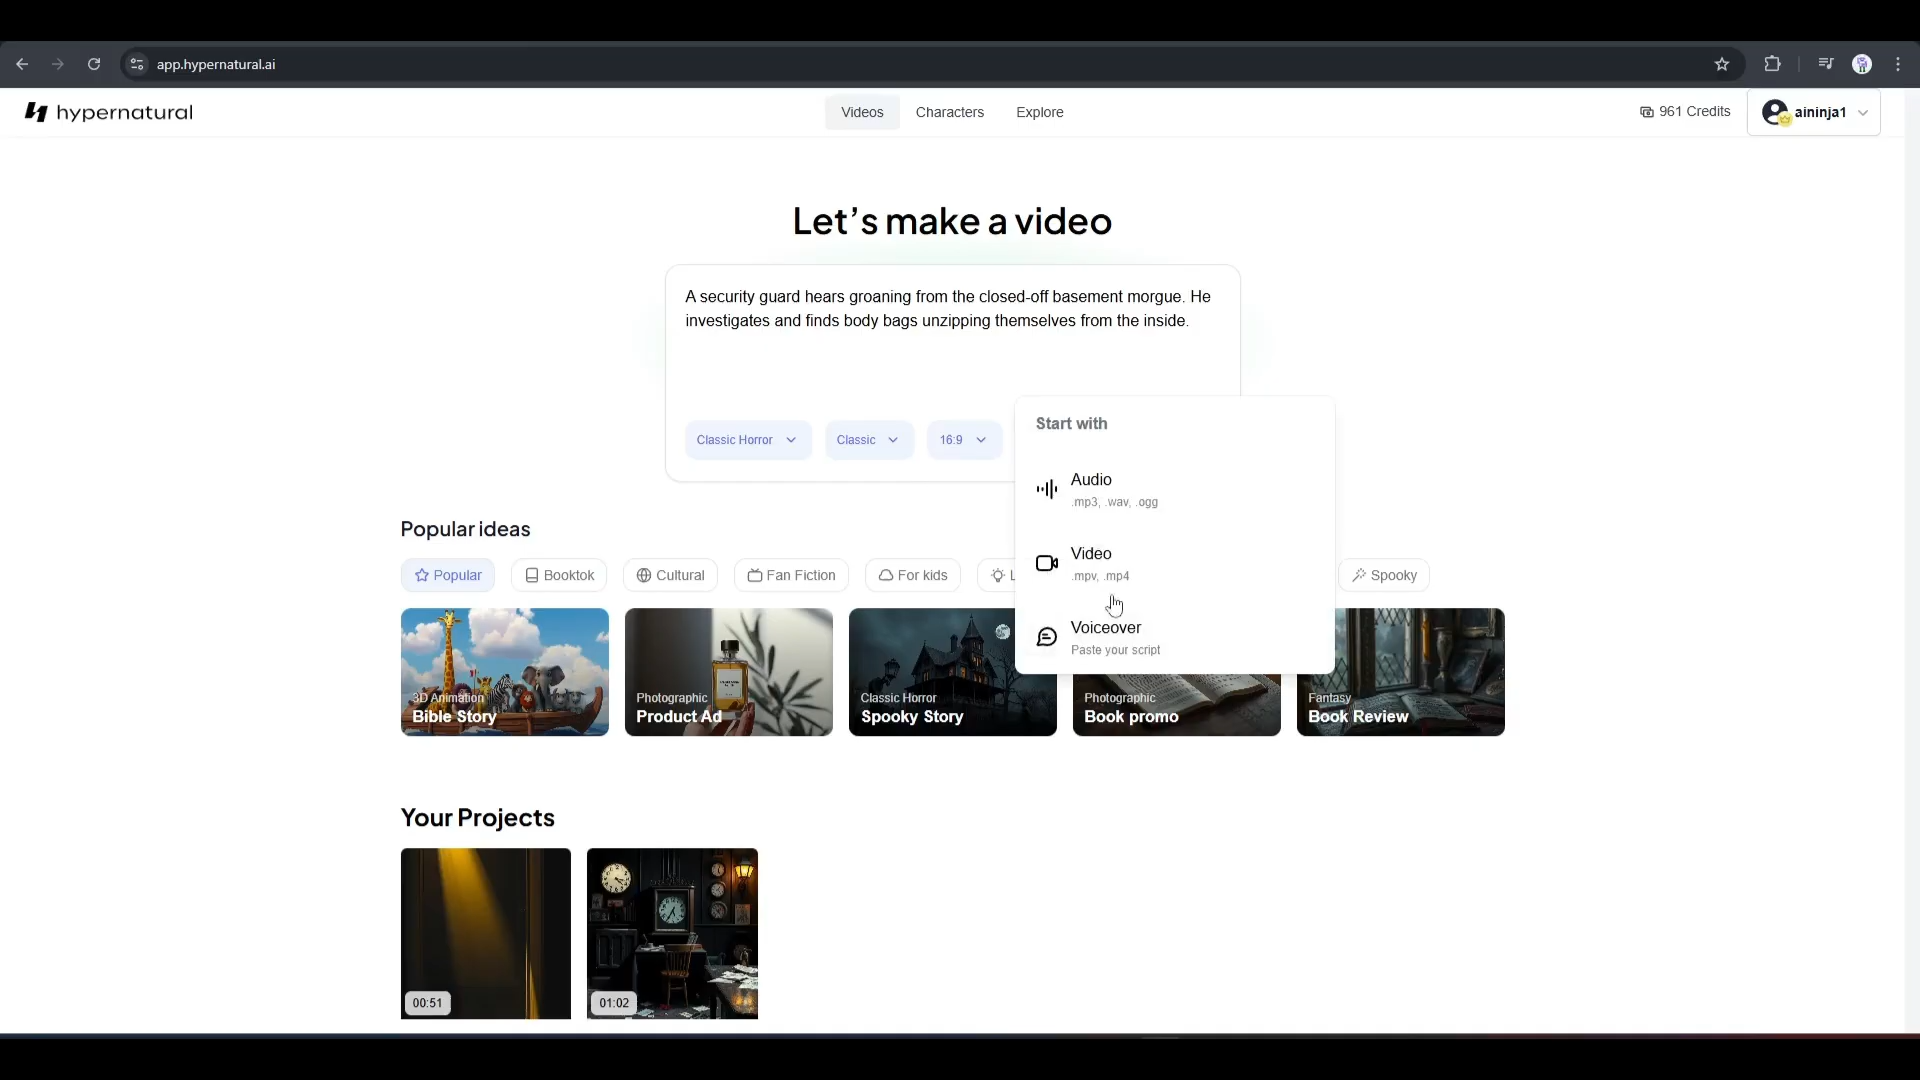 app.hypernatural.ai
hypernatural
Videos
Characters
Explore
961 Credits
aininja1
Let's make a video
A security guard hears groaning from the closed-off basement morgue. He
investigates and finds body bags unzipping themselves from the inside.
Classic Horror
Classic
16:9
Start with
Audio
.mp3, .wav, .ogg
Video
.mpv, .mp4
Voiceover
Paste your script
Popular ideas
Popular
Booktok
Cultural
Fan Fiction
For kids
L
Spooky
3D Animation
Bible Story
Photographic
Product Ad
Classic Horror
Spooky Story
Photographic
Book promo
Fantasy
Book Review
Your Projects
00:51
01:02